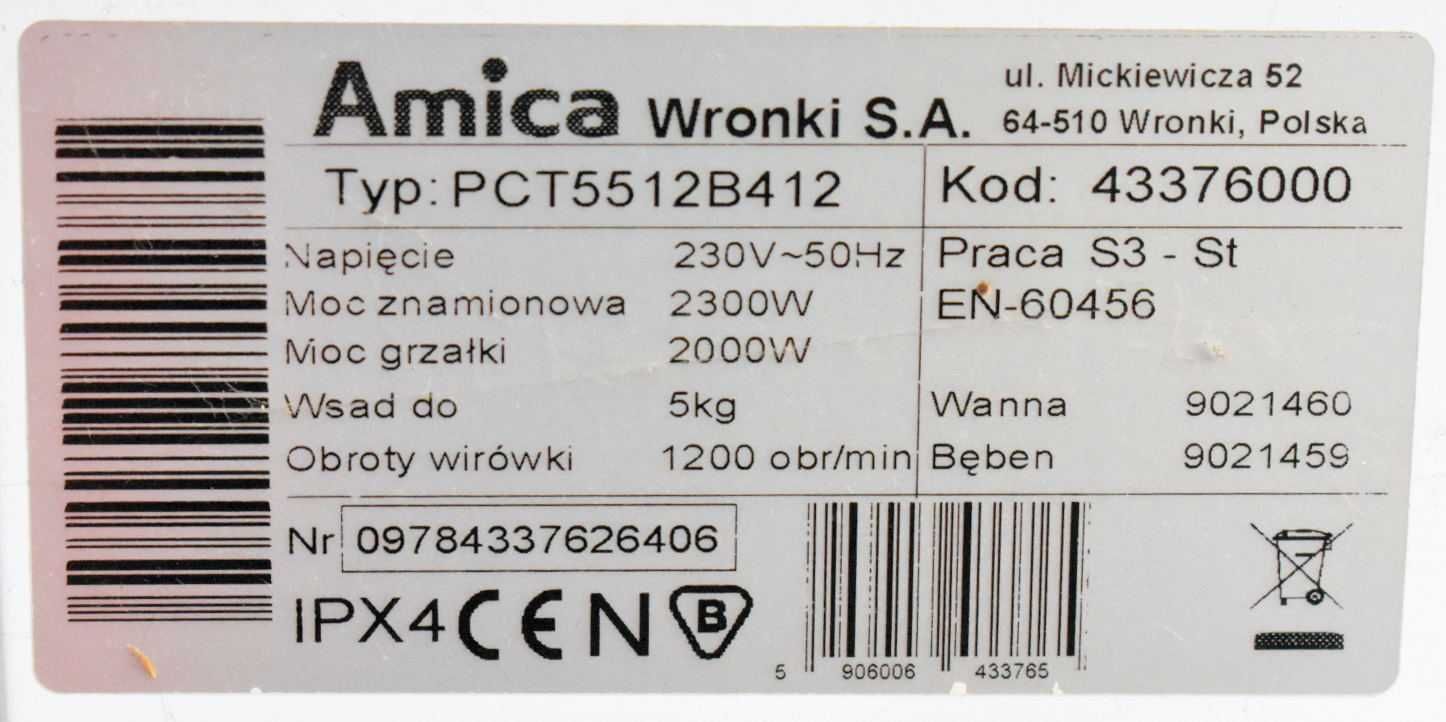 Amica Wronki S.A.
ul. Mickiewicza 52
64-510 Wronki, Polska
Typ: PCT5512B412
Kod: 43376000
Napięcie 230V~50Hz
Moc znamionowa 2300W
Moc grzałki 2000W
Wsad do 5kg
Obroty wirówki 1200 obr/min
Praca S3 - St
EN-60456
Wanna 9021460
Bęben 9021459
Nr 09784337626406
IPX4 CE N B
5 906006 433765